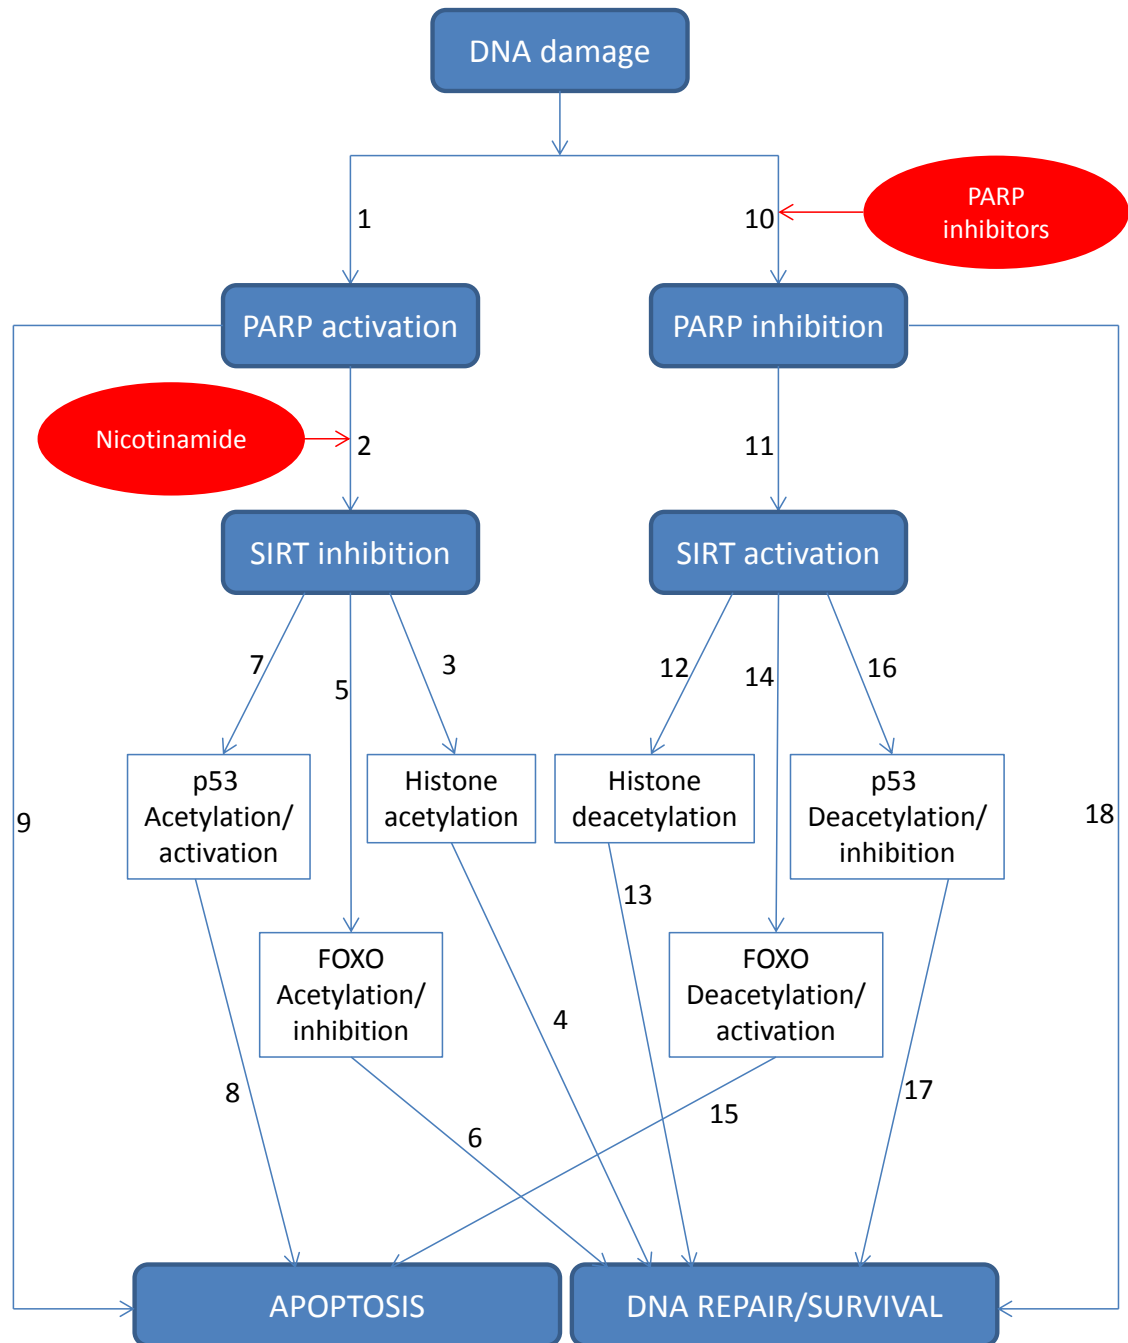 DNA damage
PARP
inhibitors
1
10
PARP activation
PARP inhibition
Nicotinamide
2
11
SIRT inhibition
SIRT activation
7
5
3
12
14
16
p53
Acetylation/
activation
Histone
acetylation
Histone
deacetylation
p53
Deacetylation/
inhibition
9
18
13
FOXO
Acetylation/
inhibition
FOXO
Deacetylation/
activation
4
8
6
15
17
APOPTOSIS
DNA REPAIR/SURVIVAL